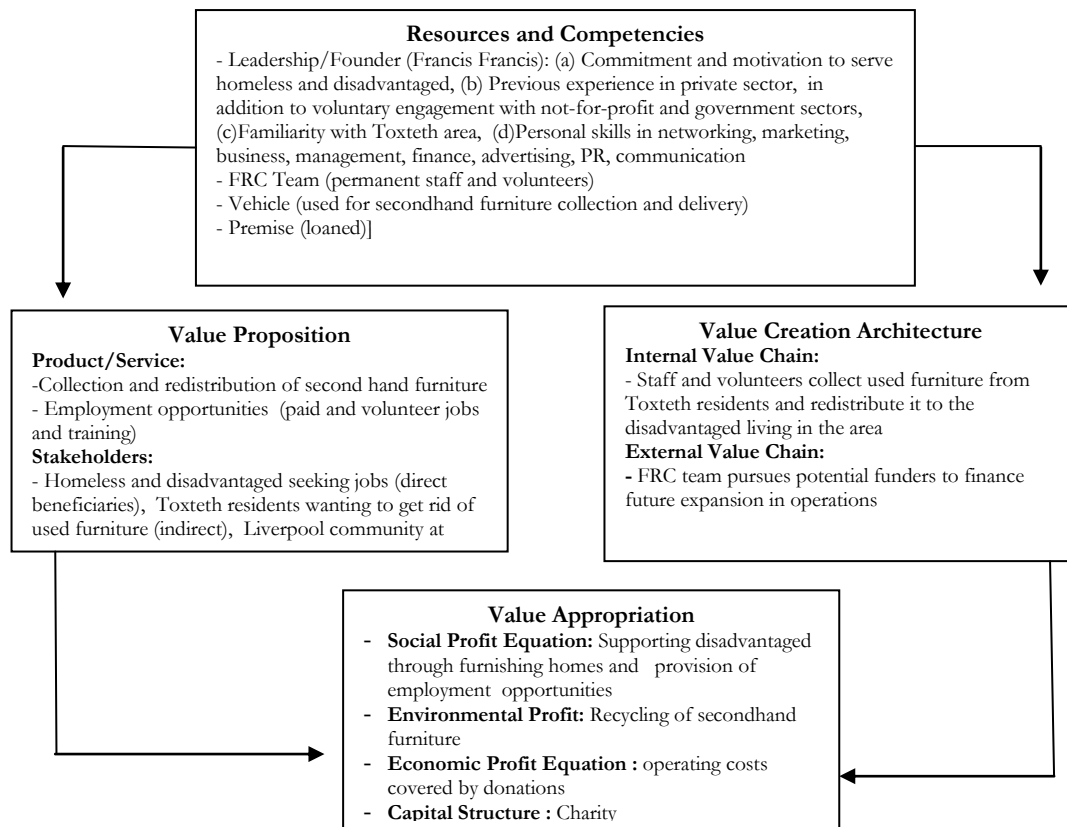 Resources and Competencies
- Leadership/Founder (Francis Francis): (a) Commitment and motivation to serve
homeless and disadvantaged, (b) Previous experience in private sector, in
addition to voluntary engagement with not-for-profit and government sectors,
(c)Familiarity with Toxteth area, (d)Personal skills in networking, marketing,
business, management, finance, advertising, PR, communication
- FRC Team (permanent staff and volunteers)
- Vehicle (used for secondhand furniture collection and delivery)
- Premise (loaned)]
Value Proposition
Product/Service:
-Collection and redistribution of second hand furniture
- Employment opportunities (paid and volunteer jobs
and training)
Stakeholders:
- Homeless and disadvantaged seeking jobs (direct
beneficiaries), Toxteth residents wanting to get rid of
used furniture (indirect), Liverpool community at
Value Creation Architecture
Internal Value Chain:
- Staff and volunteers collect used furniture from
Toxteth residents and redistribute it to the
disadvantaged living in the area
External Value Chain:
- FRC team pursues potential funders to finance
future expansion in operations
Value Appropriation
- Social Profit Equation: Supporting disadvantaged
through furnishing homes and provision of
employment opportunities
- Environmental Profit: Recycling of secondhand
furniture
- Economic Profit Equation : operating costs
covered by donations
- Capital Structure : Charity